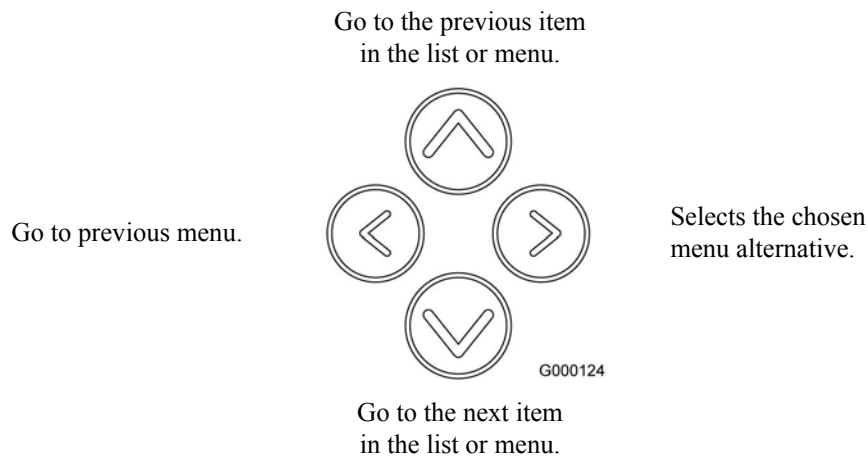 Go to the previous item
in the list or menu.
Go to previous menu.
Selects the chosen
menu alternative.
G000124
Go to the next item
in the list or menu.